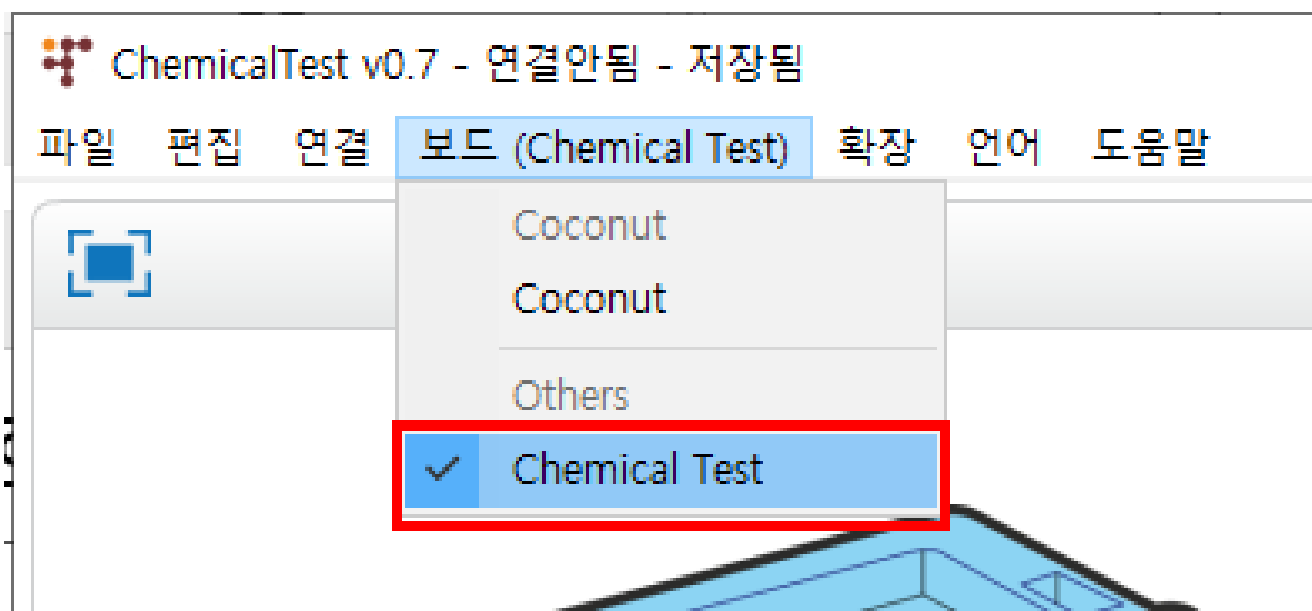 ChemicalTest v0.7 - 연결안됨 - 저장됨
파일 편집 연결 보드 (Chemical Test) 확장 언어 도움말
Coconut
Coconut
Others
Chemical Test